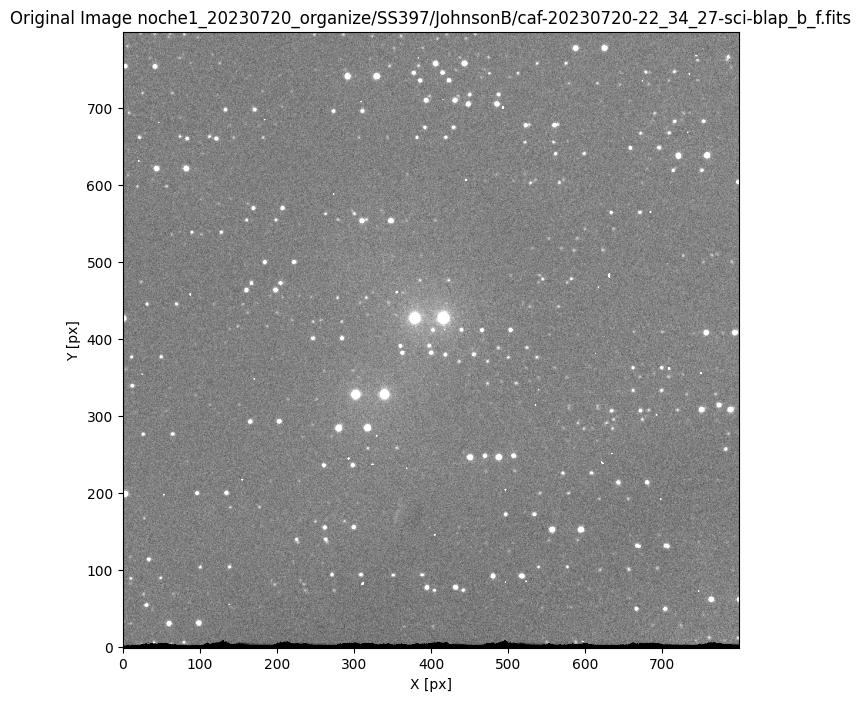 Original Image noche1_20230720_organize/SS397/JohnsonB/caf-20230720-22_34_27-sci-blap_b_f.fits
700
600
500
400
300
200
100
0
Y [px]
0 100 200 300 400 500 600 700
X [px]